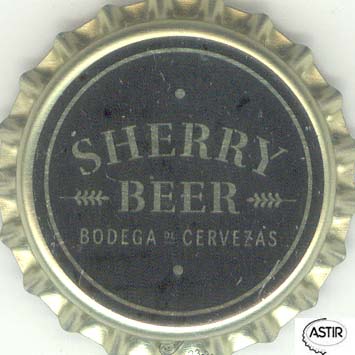 SHERRY
BEER
BODEGA DE CERVEZAS
ASTIR